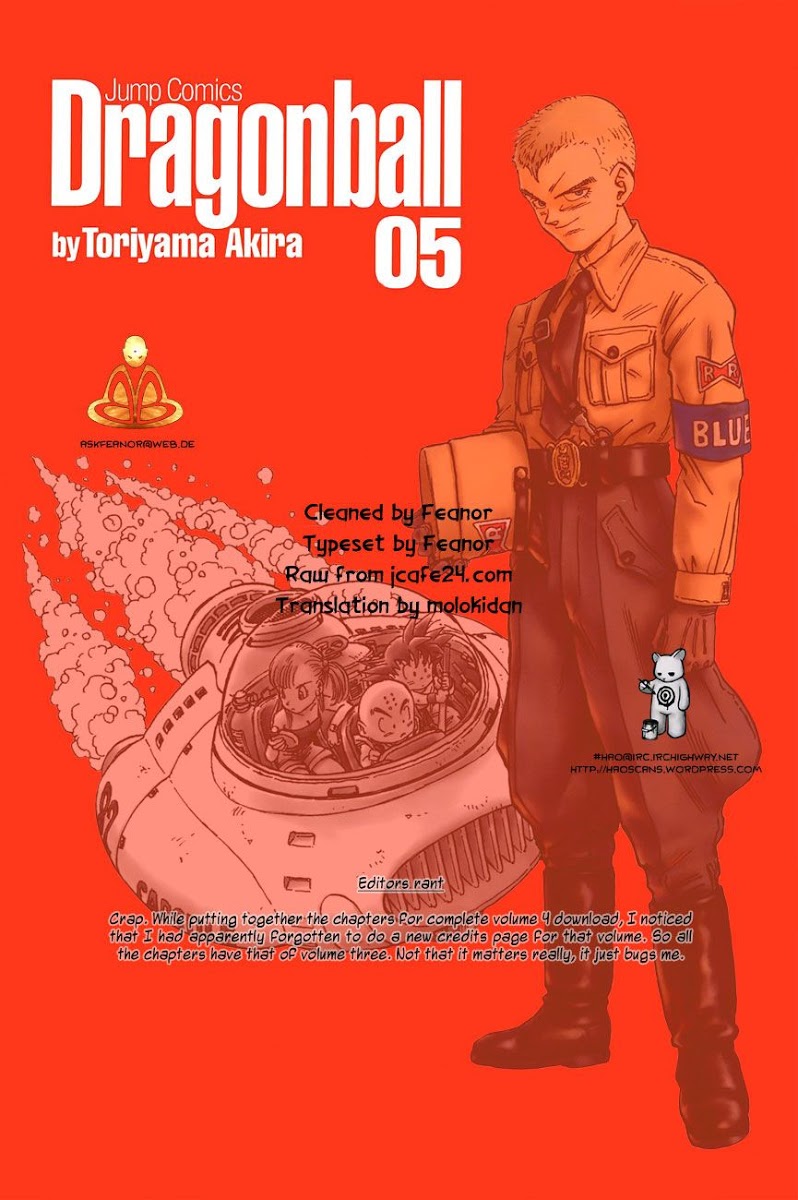 Jump Comics
Dragonball
by Toriyama Akira
05
R R
BLUE
ASKFEANOR@WEB.DE
Cleaned by Feanor
Typeset by Feanor
Raw from jcafe24.com
Translation by molokidan
#HAO@IRC.IRCHIGHWAY.NET
HTTP://HAOSCANS.WORDPRESS.COM
Editors rant
Crap. While putting together the chapters for complete volume 4 download, I noticed
that I had apparently forgotten to do a new credits page for that volume. So all
the chapters have that of volume three. Not that it matters really, it just bugs me.